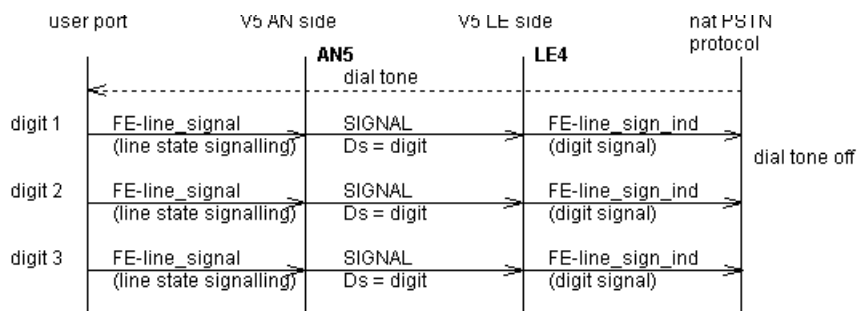 user port V5 AN side V5 LE side nat PSTN
protocol
AN5 LE4
dial tone
digit 1 FE-line_signal SIGNAL FE-line_sign_ind
(line state signalling) Ds = digit (digit signal)
dial tone off
digit 2 FE-line_signal SIGNAL FE-line_sign_ind
(line state signalling) Ds = digit (digit signal)
digit 3 FE-line_signal SIGNAL FE-line_sign_ind
(line state signalling) Ds = digit (digit signal)